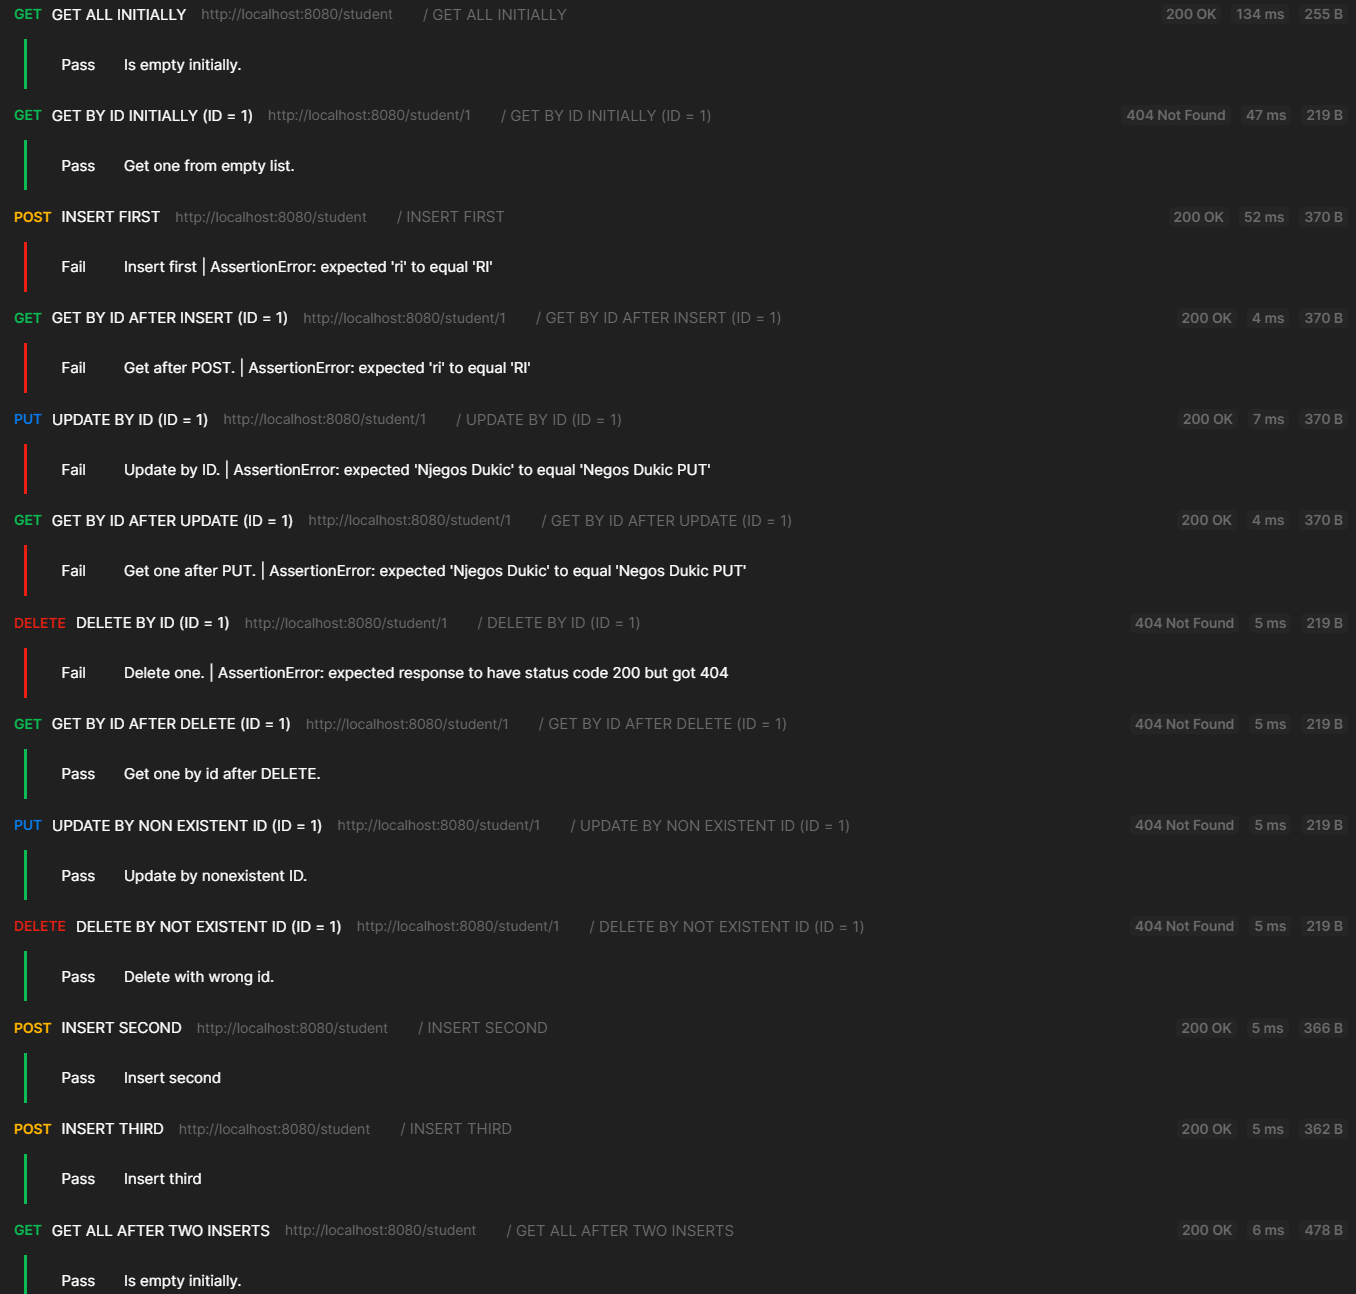 GET GET ALL INITIALLY http://localhost:8080/student / GET ALL INITIALLY 200 OK 134 ms 255 B
Pass Is empty initially.
GET GET BY ID INITIALLY (ID = 1) http://localhost:8080/student/1 / GET BY ID INITIALLY (ID = 1) 404 Not Found 47 ms 219 B
Pass Get one from empty list.
POST INSERT FIRST http://localhost:8080/student / INSERT FIRST 200 OK 52 ms 370 B
Fail Insert first | AssertionError: expected 'ri' to equal 'RI'
GET GET BY ID AFTER INSERT (ID = 1) http://localhost:8080/student/1 / GET BY ID AFTER INSERT (ID = 1) 200 OK 4 ms 370 B
Fail Get after POST. | AssertionError: expected 'ri' to equal 'RI'
PUT UPDATE BY ID (ID = 1) http://localhost:8080/student/1 / UPDATE BY ID (ID = 1) 200 OK 7 ms 370 B
Fail Update by ID. | AssertionError: expected 'Njegos Dukic' to equal 'Negos Dukic PUT'
GET GET BY ID AFTER UPDATE (ID = 1) http://localhost:8080/student/1 / GET BY ID AFTER UPDATE (ID = 1) 200 OK 4 ms 370 B
Fail Get one after PUT. | AssertionError: expected 'Njegos Dukic' to equal 'Negos Dukic PUT'
DELETE DELETE BY ID (ID = 1) http://localhost:8080/student/1 / DELETE BY ID (ID = 1) 404 Not Found 5 ms 219 B
Fail Delete one. | AssertionError: expected response to have status code 200 but got 404
GET GET BY ID AFTER DELETE (ID = 1) http://localhost:8080/student/1 / GET BY ID AFTER DELETE (ID = 1) 404 Not Found 5 ms 219 B
Pass Get one by id after DELETE.
PUT UPDATE BY NON EXISTENT ID (ID = 1) http://localhost:8080/student/1 / UPDATE BY NON EXISTENT ID (ID = 1) 404 Not Found 5 ms 219 B
Pass Update by nonexistent ID.
DELETE DELETE BY NOT EXISTENT ID (ID = 1) http://localhost:8080/student/1 / DELETE BY NOT EXISTENT ID (ID = 1) 404 Not Found 5 ms 219 B
Pass Delete with wrong id.
POST INSERT SECOND http://localhost:8080/student / INSERT SECOND 200 OK 5 ms 366 B
Pass Insert second
POST INSERT THIRD http://localhost:8080/student / INSERT THIRD 200 OK 5 ms 362 B
Pass Insert third
GET GET ALL AFTER TWO INSERTS http://localhost:8080/student / GET ALL AFTER TWO INSERTS 200 OK 6 ms 478 B
Pass Is empty initially.